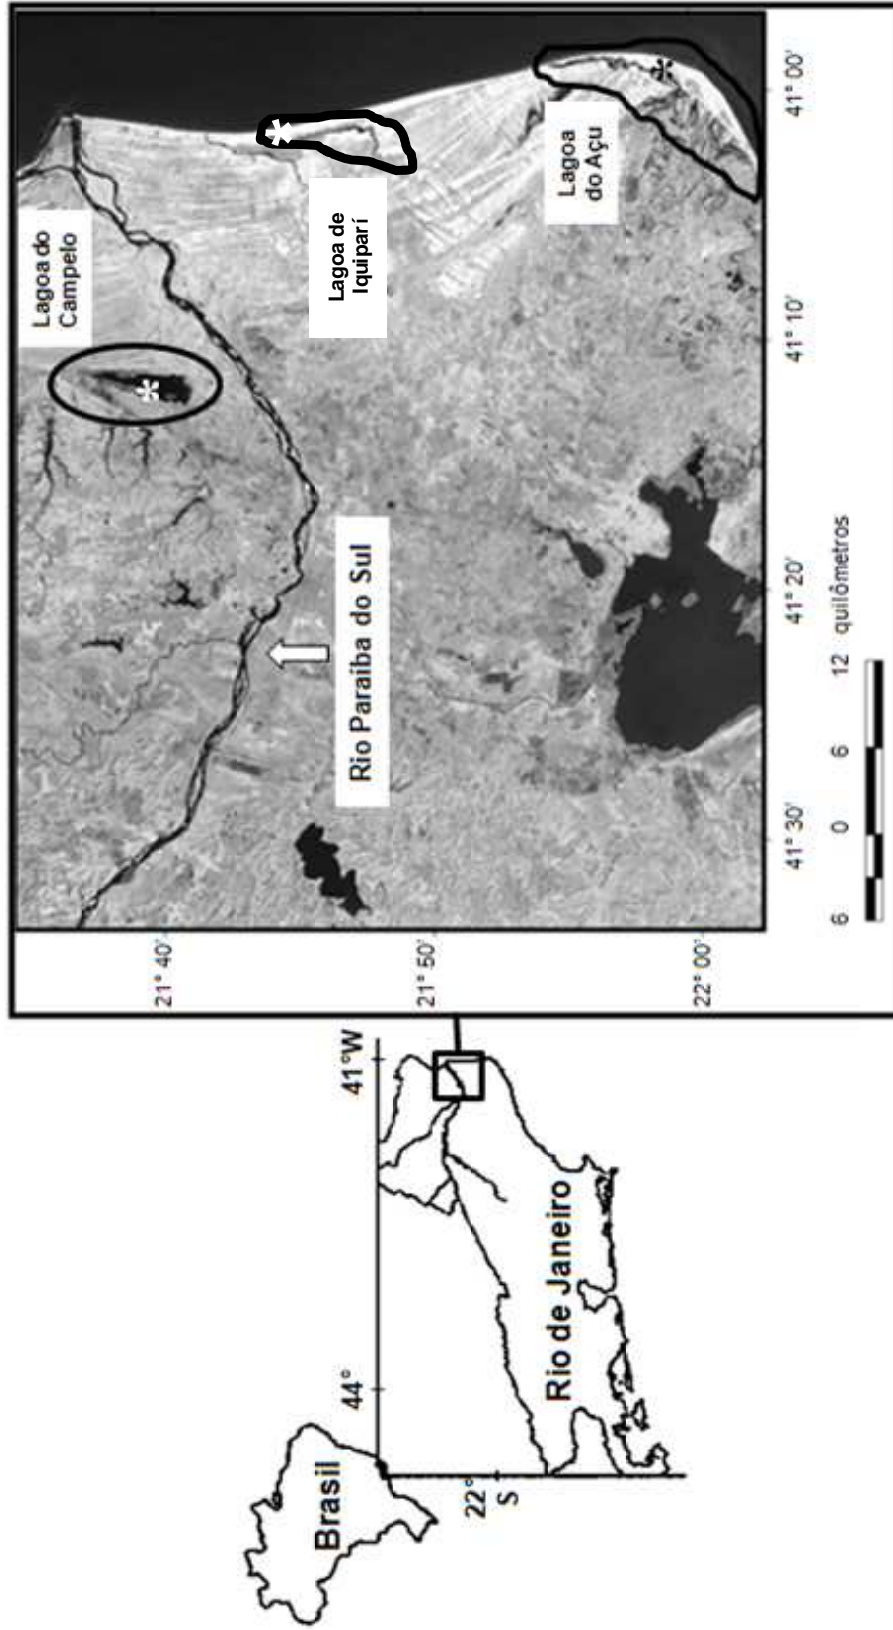 Brasil
44°
41°W
22°
S
Rio de Janeiro
21° 40'
21° 50'
22° 00'
Lagoa do
Campelo
Lagoa de
Iquiparí
Lagoa
do Açu
Rio Paraiba do Sul
41° 30'
41° 20'
41° 10'
41° 00'
6 0 6 12 quilômetros